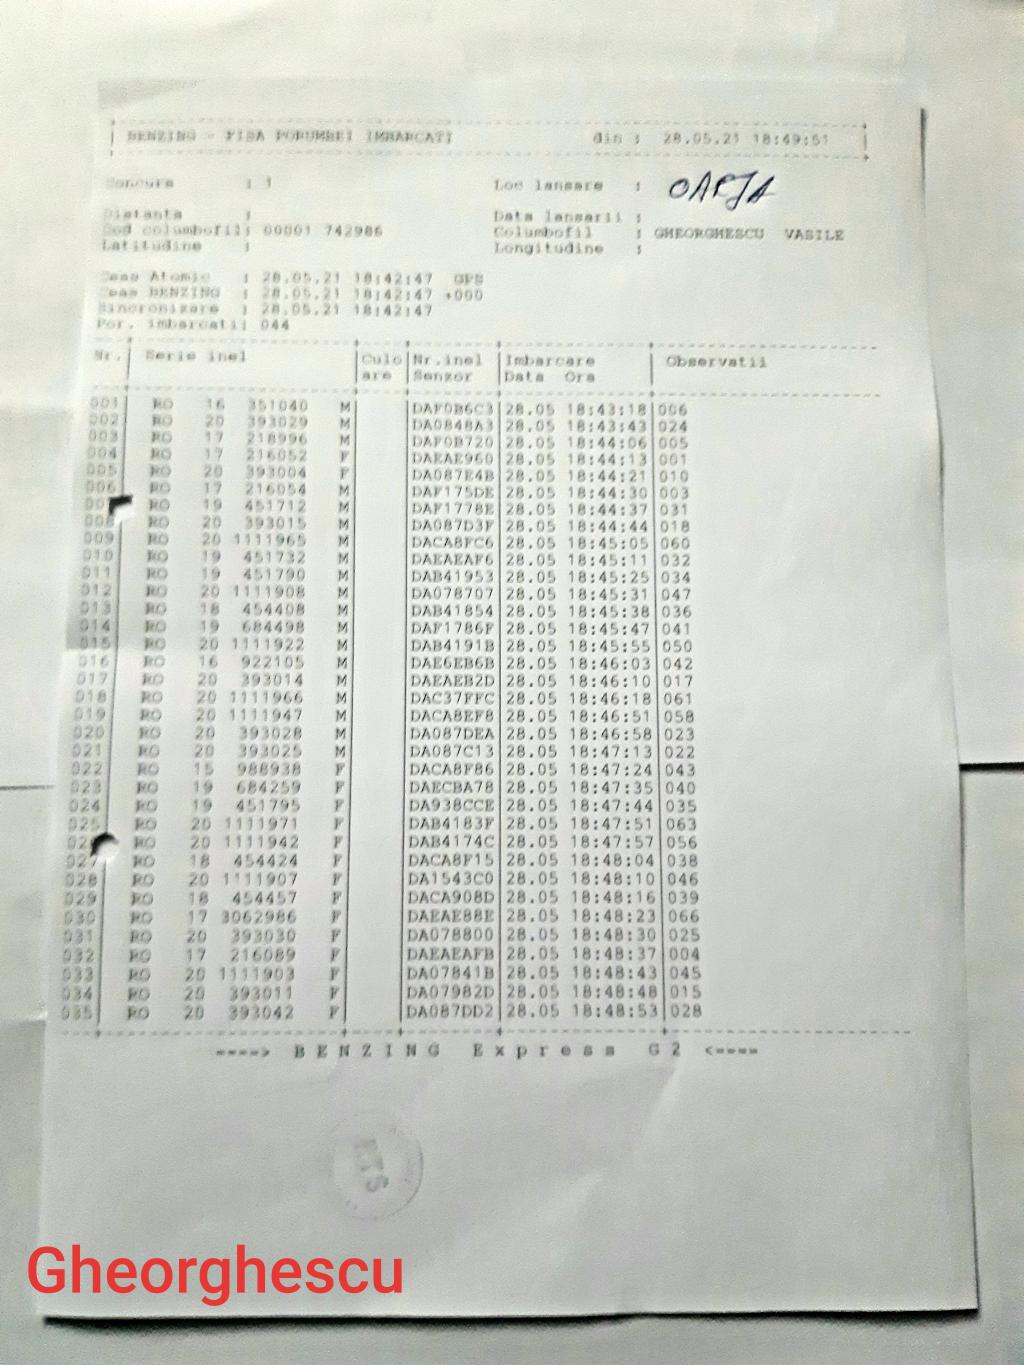 BENZING - FISA PORUMBEI IMBARCATI din : 28.05.21 18:49:51
Concurs : 1 Loc lansare : OARJA
Distanta : Data lansarii :
Cod columbofil: 00001 742986 Columbofil : GHEORGHESCU VASILE
Latitudine : Longitudine :
Ceas Atomic : 28.05.21 18:42:47 GPS
Ceas BENZING : 28.05.21 18:42:47 +000
Sincronizare : 28.05.21 18:42:47
Por. imbarcati: 044
Nr. Serie inel Culo Nr.inel Imbarcare Observatii
are Senzor Data Ora
001 RO 16 351040 M DAF0B6C3 28.05 18:43:18 006
002 RO 20 393029 M DA0848A3 28.05 18:43:43 024
003 RO 17 218996 M DAF0B720 28.05 18:44:06 005
004 RO 17 216052 F DAEAE960 28.05 18:44:13 001
005 RO 20 393004 F DA087E4B 28.05 18:44:21 010
006 RO 17 216054 M DAF175DE 28.05 18:44:30 003
RO 19 451712 M DAF1778E 28.05 18:44:37 031
008 RO 20 393015 M DA087D3F 28.05 18:44:44 018
009 RO 20 1111965 M DACA8FC6 28.05 18:45:05 060
010 RO 19 451732 M DAEAEAF6 28.05 18:45:11 032
011 RO 19 451790 M DAB41953 28.05 18:45:25 034
012 RO 20 1111908 M DA078707 28.05 18:45:31 047
013 RO 18 454408 M DAB41854 28.05 18:45:38 036
014 RO 19 684498 M DAF1786F 28.05 18:45:47 041
015 RO 20 1111922 M DAB4191B 28.05 18:45:55 050
016 RO 16 922105 M DAE6EB6B 28.05 18:46:03 042
017 RO 20 393014 M DAEAEB2D 28.05 18:46:10 017
018 RO 20 1111966 M DAC37FFC 28.05 18:46:18 061
019 RO 20 1111947 M DACA8EF8 28.05 18:46:51 058
020 RO 20 393028 M DA087DEA 28.05 18:46:58 023
021 RO 20 393025 M DA087C13 28.05 18:47:13 022
022 RO 15 988938 F DACA8F86 28.05 18:47:24 043
023 RO 19 684259 F DAECBA78 28.05 18:47:35 040
024 RO 19 451795 F DA938CCE 28.05 18:47:44 035
025 RO 20 1111971 F DAB4183F 28.05 18:47:51 063
RO 20 1111942 F DAB4174C 28.05 18:47:57 056
027 RO 18 454424 F DACA8F15 28.05 18:48:04 038
028 RO 20 1111907 F DA1543C0 28.05 18:48:10 046
029 RO 18 454457 F DACA908D 28.05 18:48:16 039
030 RO 17 3062986 F DAEAE88E 28.05 18:48:23 066
031 RO 20 393030 F DA078800 28.05 18:48:30 025
032 RO 17 216089 F DAEAEAFB 28.05 18:48:37 004
033 RO 20 1111903 F DA07841B 28.05 18:48:43 045
034 RO 20 393011 F DA07982D 28.05 18:48:48 015
035 RO 20 393042 F DA087DD2 28.05 18:48:53 028
----> BENZING Express G2 <----
Gheorghescu